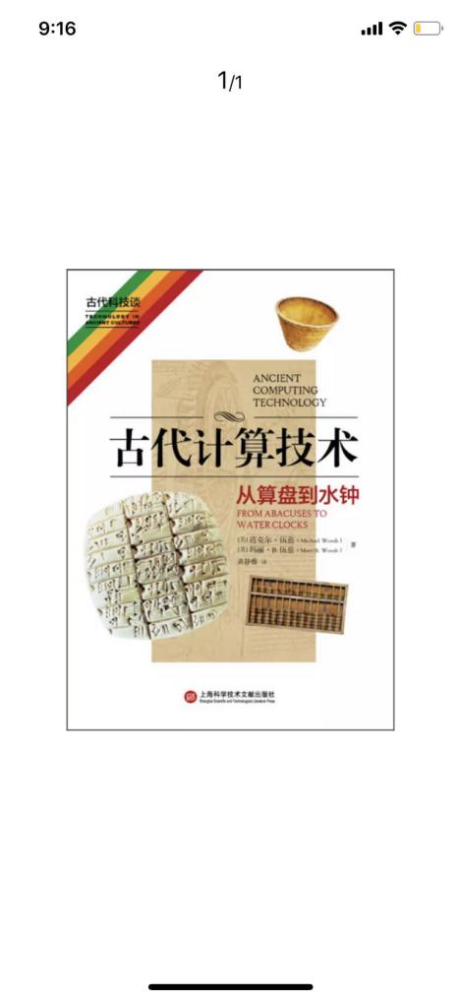 9:16
1/1
古代科技谈
TECHNOLOGY IN
ANCIENT CULTURES
ANCIENT
COMPUTING
TECHNOLOGY
古代计算技术
从算盘到水钟
FROM ABACUSES TO
WATER CLOCKS
[美] 迈克尔·伍兹 (Michael Woods)
[美] 玛丽·B. 伍兹 (Mary B. Woods) 著
译
上海科学技术文献出版社
Shanghai Scientific and Technological Literature Press